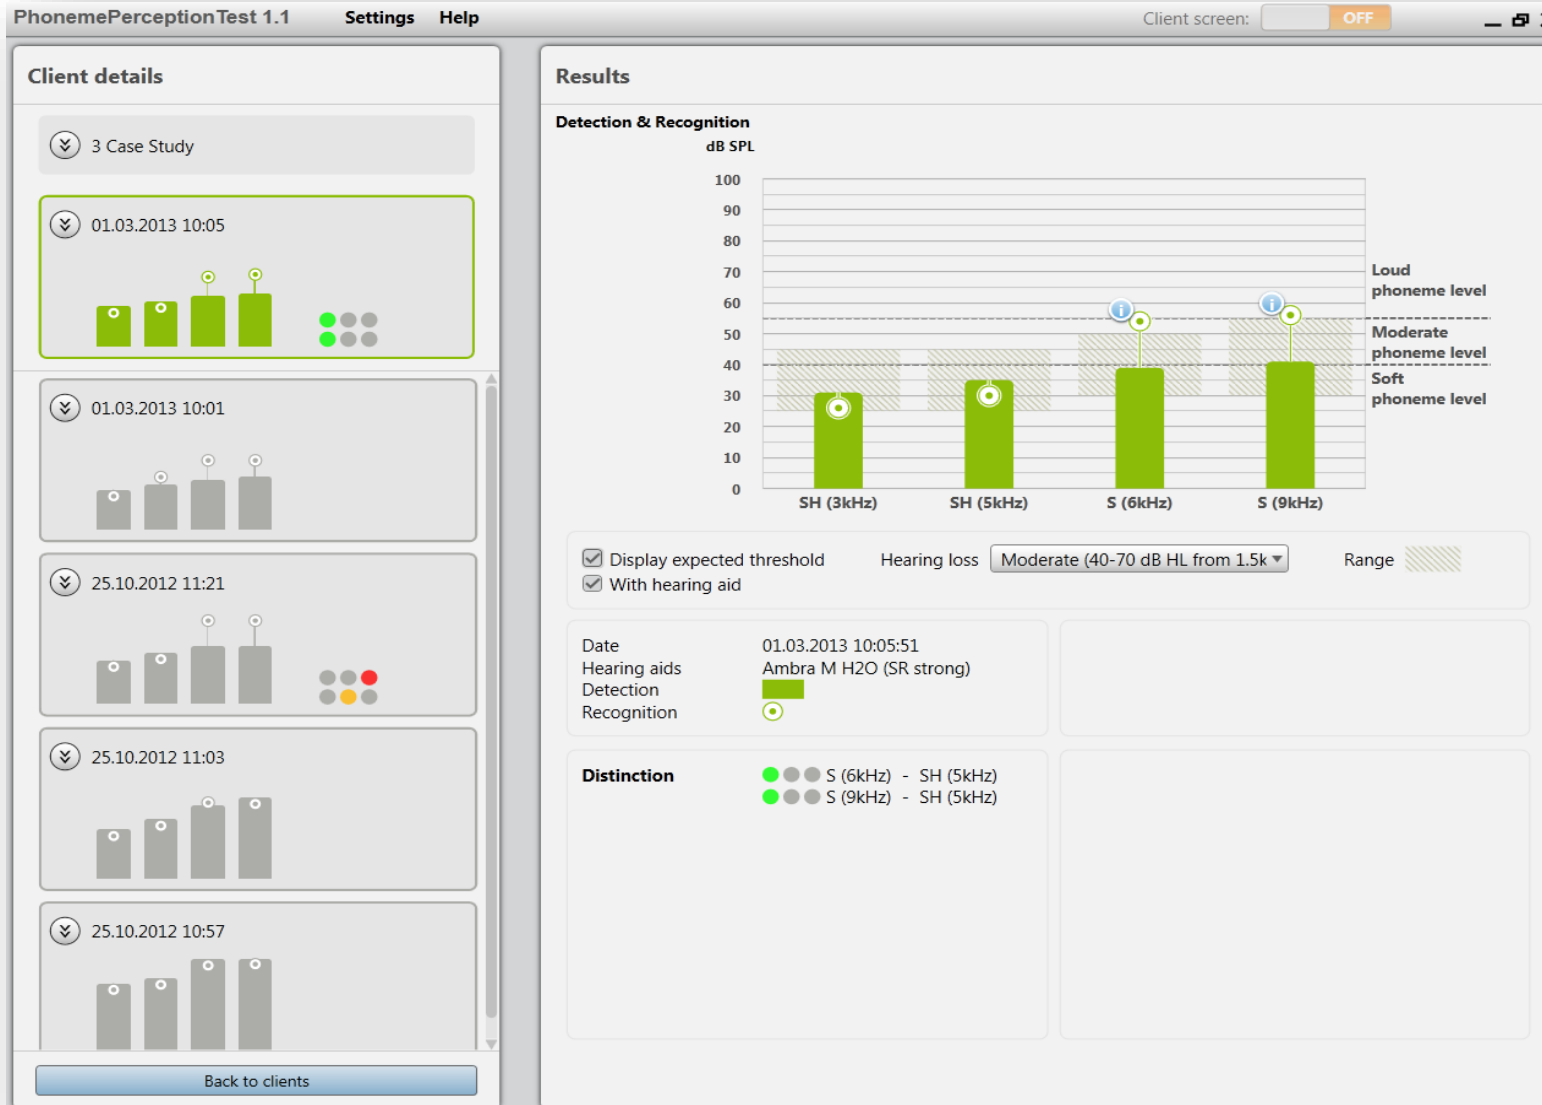 PhonemePerceptionTest 1.1 Settings Help Client screen: OFF
Client details
3 Case Study
01.03.2013 10:05
01.03.2013 10:01
25.10.2012 11:21
25.10.2012 11:03
25.10.2012 10:57
Back to clients
Results
Detection & Recognition
dB SPL
100
90
80
70
60
50
40
30
20
10
0
Loud
phoneme level
Moderate
phoneme level
Soft
phoneme level
SH (3kHz) SH (5kHz) S (6kHz) S (9kHz)
Display expected threshold Hearing loss Moderate (40-70 dB HL from 1.5k Range
With hearing aid
Date 01.03.2013 10:05:51
Hearing aids Ambra M H2O (SR strong)
Detection
Recognition
Distinction S (6kHz) - SH (5kHz)
S (9kHz) - SH (5kHz)